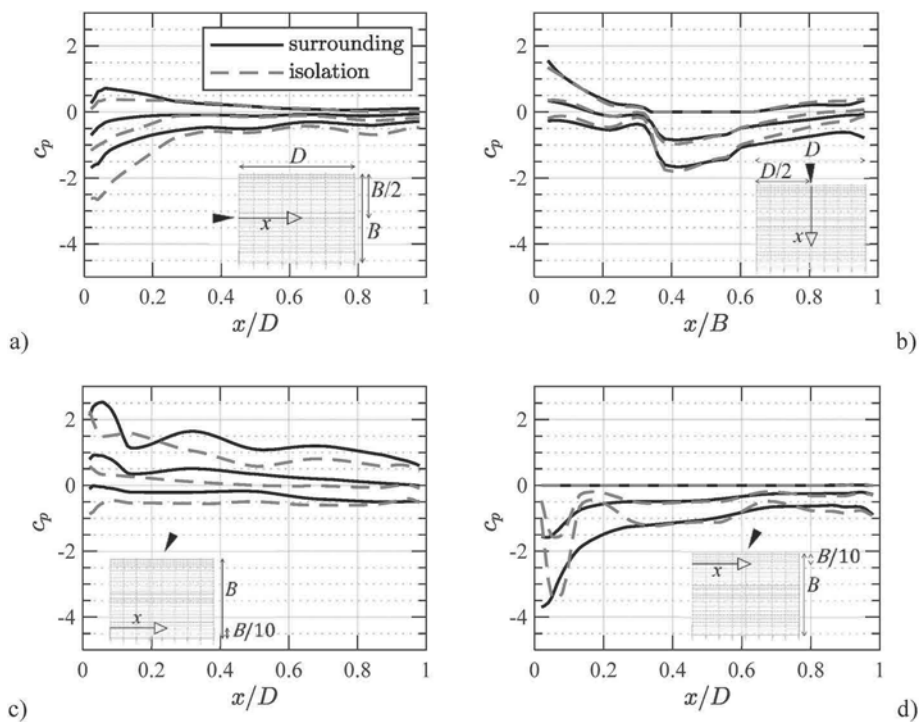 a)
2
0
-2
-4
c_p
surrounding
isolation
D
B/2
B
x
0 0.2 0.4 0.6 0.8 1
x/D
b)
2
0
-2
-4
c_p
D
D/2
x
0 0.2 0.4 0.6 0.8 1
x/B
c)
2
0
-2
-4
c_p
B
x
B/10
0 0.2 0.4 0.6 0.8 1
x/D
d)
2
0
-2
-4
c_p
B/10
x
B
0 0.2 0.4 0.6 0.8 1
x/D